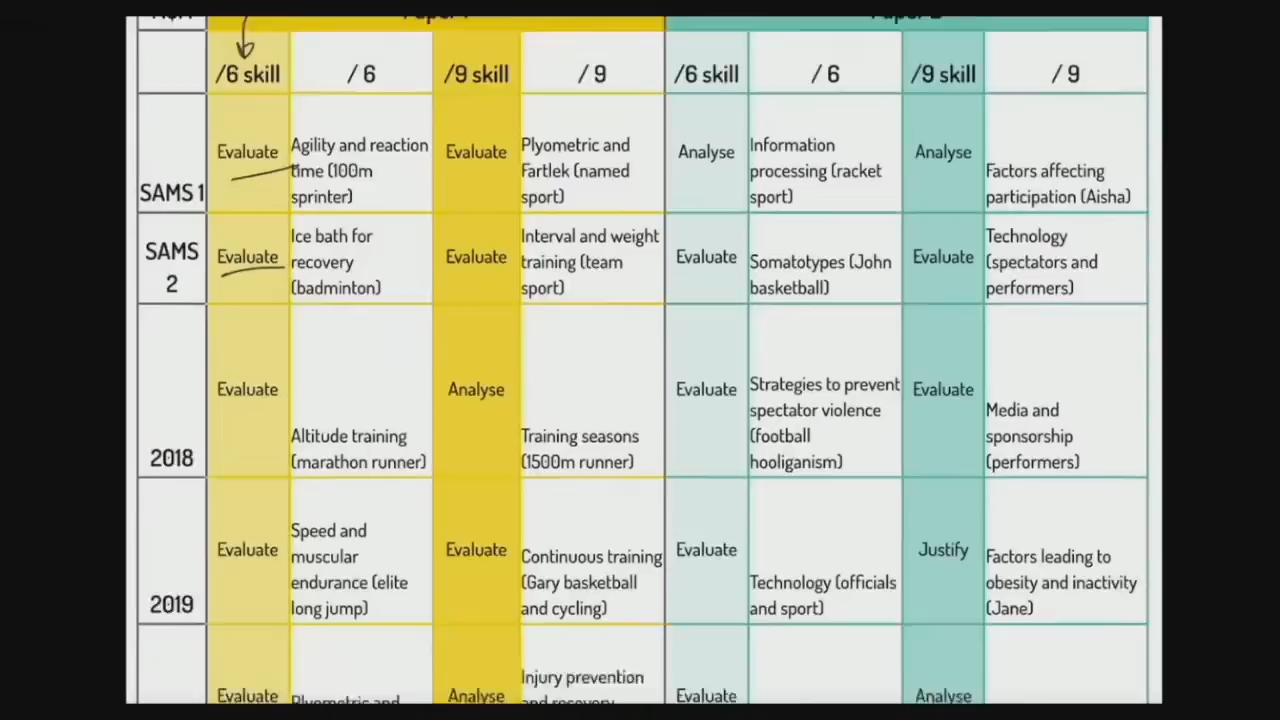 /6 skill
/ 6
/9 skill
/ 9
/6 skill
/ 6
/9 skill
/ 9
SAMS 1
Evaluate
Agility and reaction
time (100m
sprinter)
Evaluate
Plyometric and
Fartlek (named
sport)
Analyse
Information
processing (racket
sport)
Analyse
Factors affecting
participation (Aisha)
SAMS
2
Evaluate
Ice bath for
recovery
(badminton)
Evaluate
Interval and weight
training (team
sport)
Evaluate
Somatotypes (John
basketball)
Evaluate
Technology
(spectators and
performers)
2018
Evaluate
Altitude training
(marathon runner)
Analyse
Training seasons
(1500m runner)
Evaluate
Strategies to prevent
spectator violence
(football
hooliganism)
Evaluate
Media and
sponsorship
(performers)
2019
Evaluate
Speed and
muscular
endurance (elite
long jump)
Evaluate
Continuous training
(Gary basketball
and cycling)
Evaluate
Technology (officials
and sport)
Justify
Factors leading to
obesity and inactivity
(Jane)
Evaluate
Plyometric and
Analyse
Injury prevention
and recovery
Evaluate
Analyse